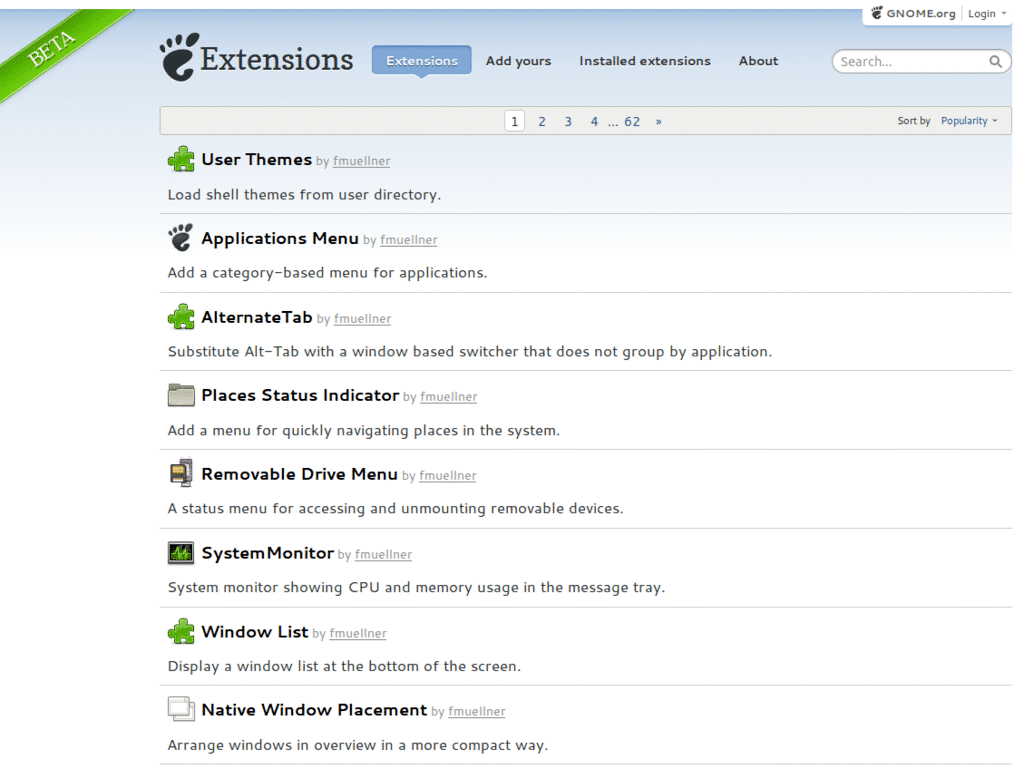 BETA
GNOME.org Login
Extensions
Extensions Add yours Installed extensions About Search...
1 2 3 4 ... 62 » Sort by Popularity
User Themes by fmuellner
Load shell themes from user directory.
Applications Menu by fmuellner
Add a category-based menu for applications.
AlternateTab by fmuellner
Substitute Alt-Tab with a window based switcher that does not group by application.
Places Status Indicator by fmuellner
Add a menu for quickly navigating places in the system.
Removable Drive Menu by fmuellner
A status menu for accessing and unmounting removable devices.
SystemMonitor by fmuellner
System monitor showing CPU and memory usage in the message tray.
Window List by fmuellner
Display a window list at the bottom of the screen.
Native Window Placement by fmuellner
Arrange windows in overview in a more compact way.